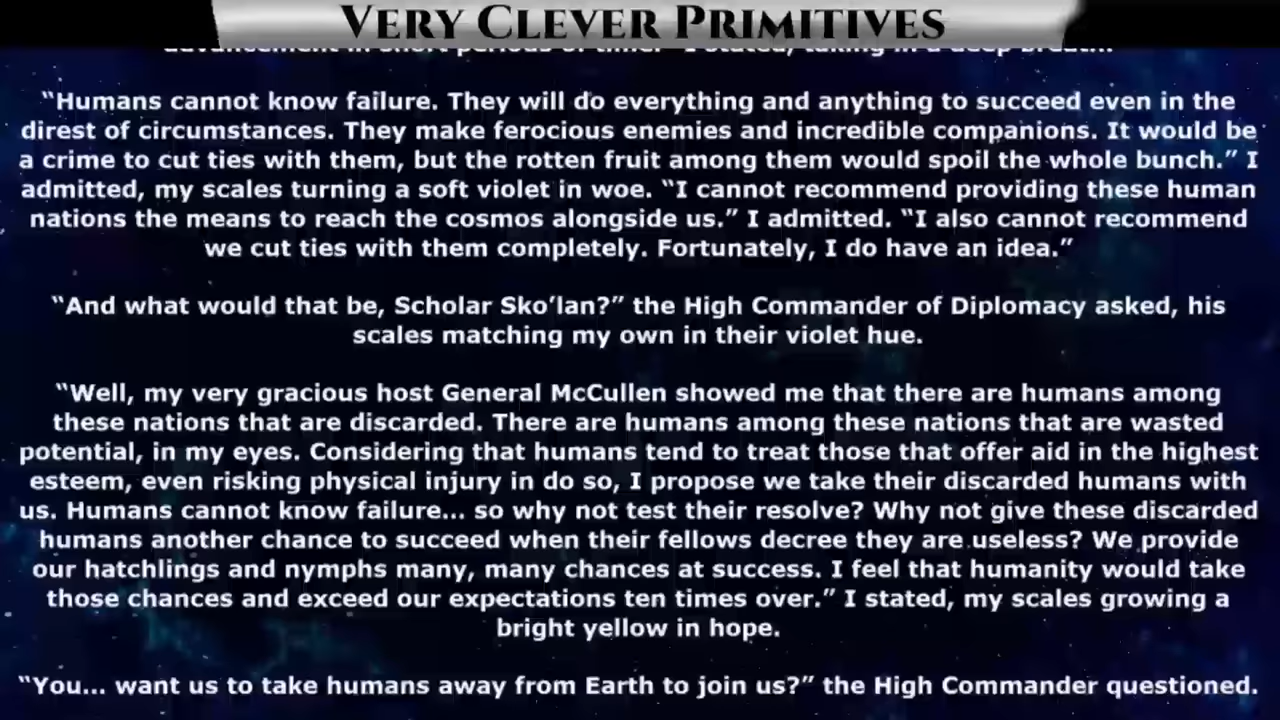 VERY CLEVER PRIMITIVES
advancement in short periods of time.” I stated, taking in a deep breath.
“Humans cannot know failure. They will do everything and anything to succeed even in the
direst of circumstances. They make ferocious enemies and incredible companions. It would be
a crime to cut ties with them, but the rotten fruit among them would spoil the whole bunch.” I
admitted, my scales turning a soft violet in woe. “I cannot recommend providing these human
nations the means to reach the cosmos alongside us.” I admitted. “I also cannot recommend
we cut ties with them completely. Fortunately, I do have an idea.”
“And what would that be, Scholar Sko’lan?” the High Commander of Diplomacy asked, his
scales matching my own in their violet hue.
“Well, my very gracious host General McCullen showed me that there are humans among
these nations that are discarded. There are humans among these nations that are wasted
potential, in my eyes. Considering that humans tend to treat those that offer aid in the highest
esteem, even risking physical injury in do so, I propose we take their discarded humans with
us. Humans cannot know failure... so why not test their resolve? Why not give these discarded
humans another chance to succeed when their fellows decree they are useless? We provide
our hatchlings and nymphs many, many chances at success. I feel that humanity would take
those chances and exceed our expectations ten times over.” I stated, my scales growing a
bright yellow in hope.
“You... want us to take humans away from Earth to join us?” the High Commander questioned.